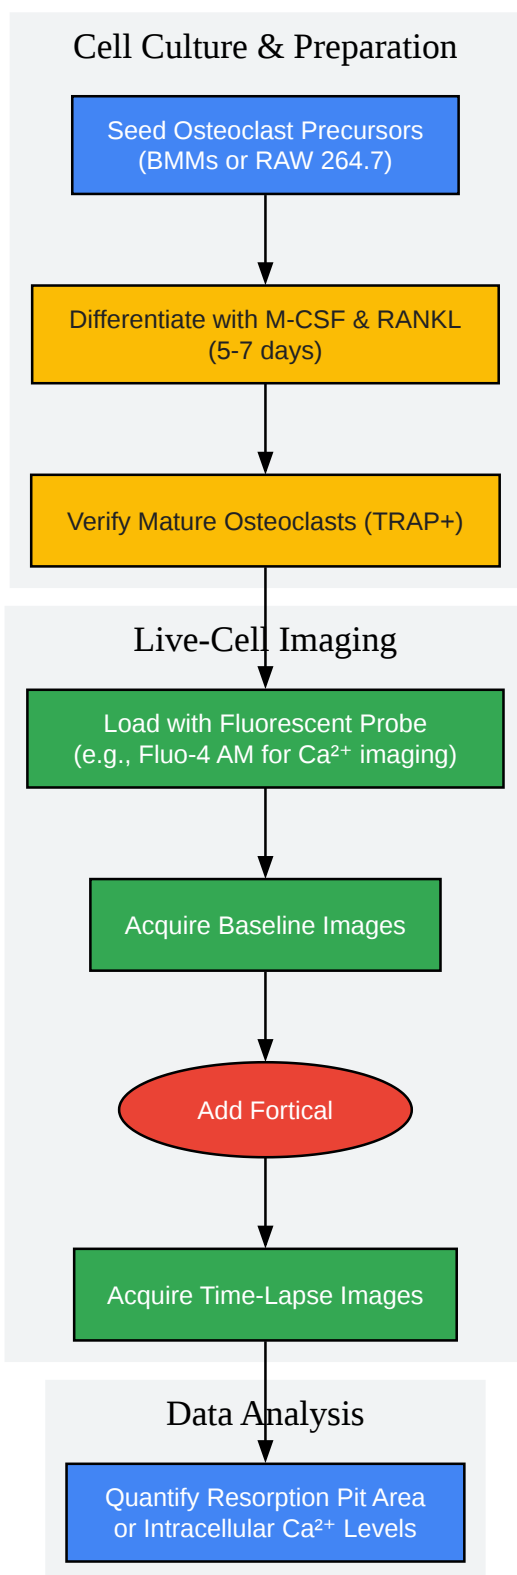 Cell Culture & Preparation
Seed Osteoclast Precursors
(BMMs or RAW 264.7)
Differentiate with M-CSF & RANKL
(5-7 days)
Verify Mature Osteoclasts (TRAP+)
Live-Cell Imaging
Load with Fluorescent Probe
(e.g., Fluo-4 AM for Ca²⁺ imaging)
Acquire Baseline Images
Add Fortical
Acquire Time-Lapse Images
Data Analysis
Quantify Resorption Pit Area
or Intracellular Ca²⁺ Levels